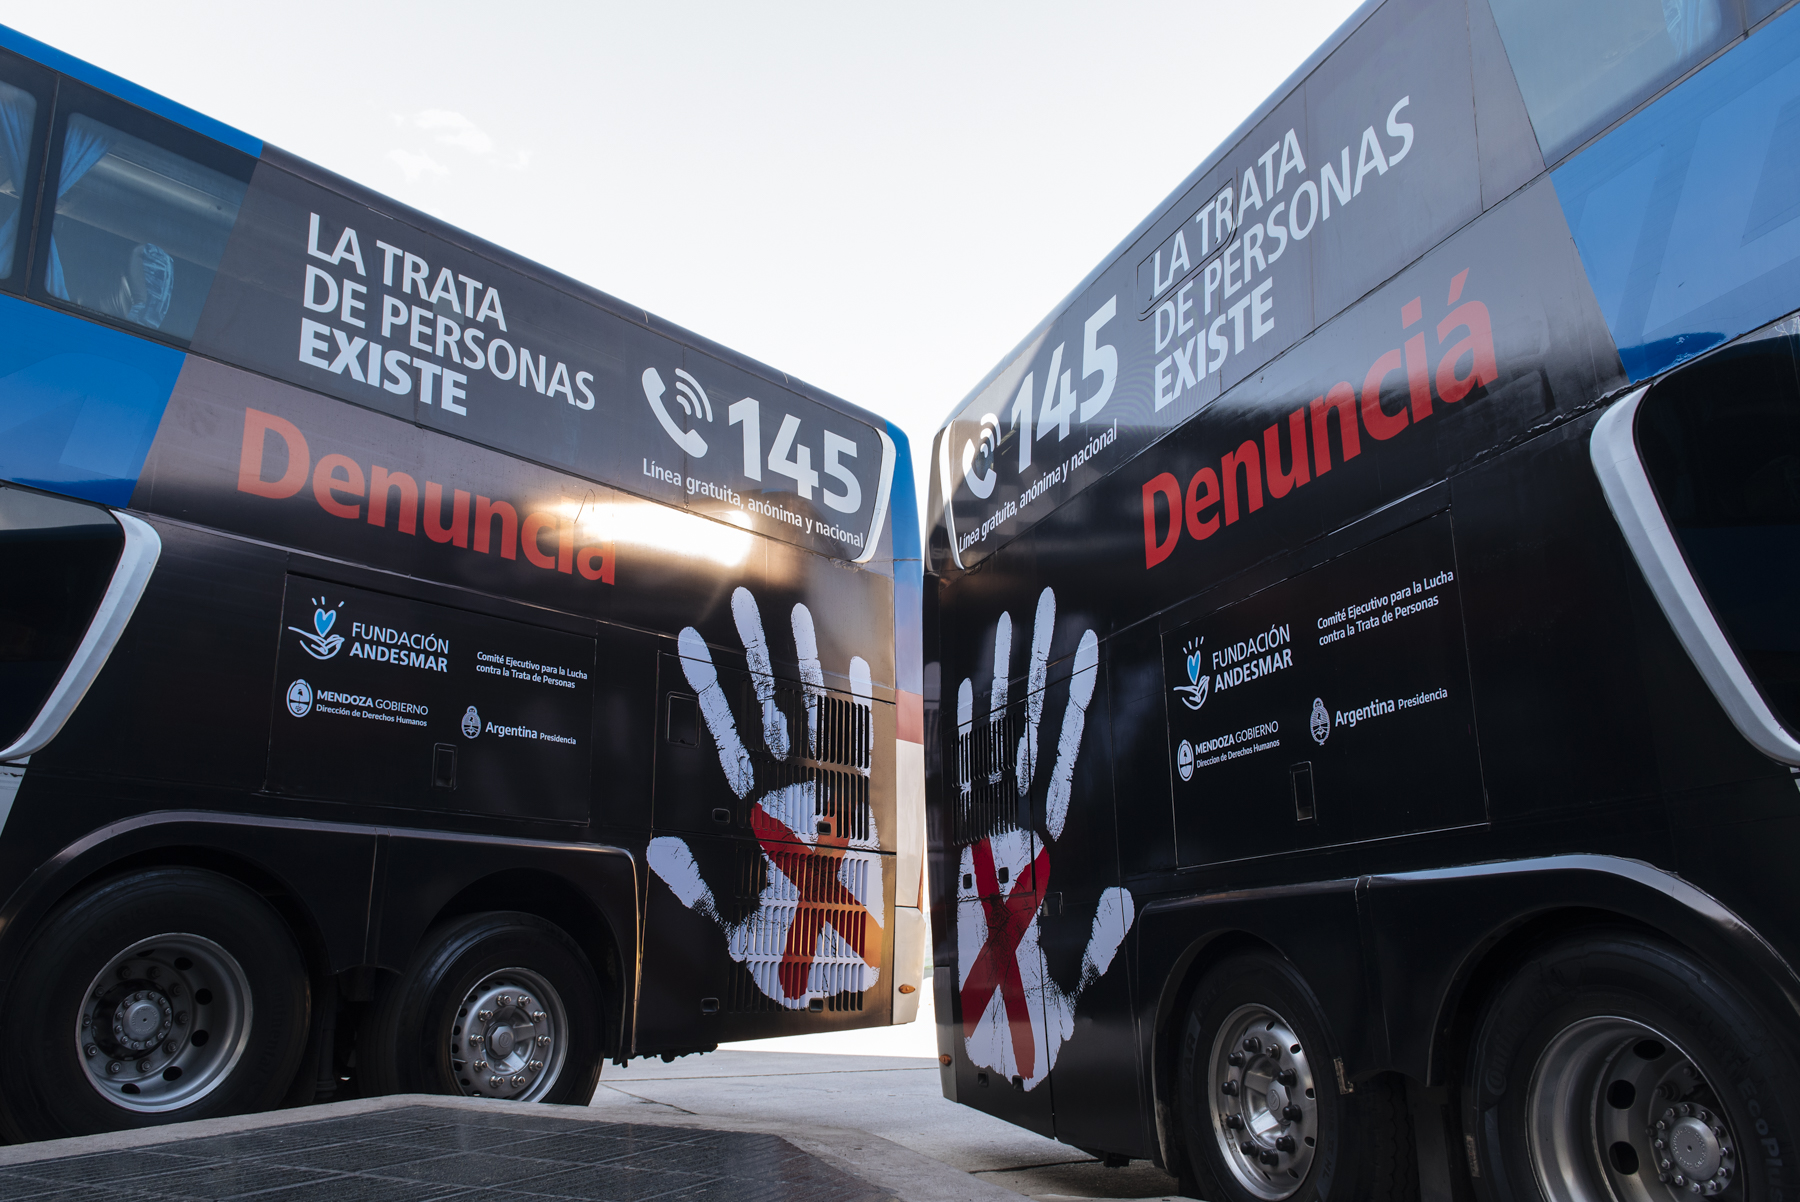 LA TRATA
DE PERSONAS
EXISTE
145
Línea gratuita, anónima y nacional
Denunciá
FUNDACIÓN
ANDESMAR
Comité Ejecutivo para la Lucha
contra la Trata de Personas
MENDOZA GOBIERNO
Dirección de Derechos Humanos
Argentina Presidencia
LA TRATA
DE PERSONAS
EXISTE
145
Línea gratuita, anónima y nacional
Denunciá
FUNDACIÓN
ANDESMAR
Comité Ejecutivo para la Lucha
contra la Trata de Personas
MENDOZA GOBIERNO
Direccion de Derechos Humanos
Argentina Presidencia